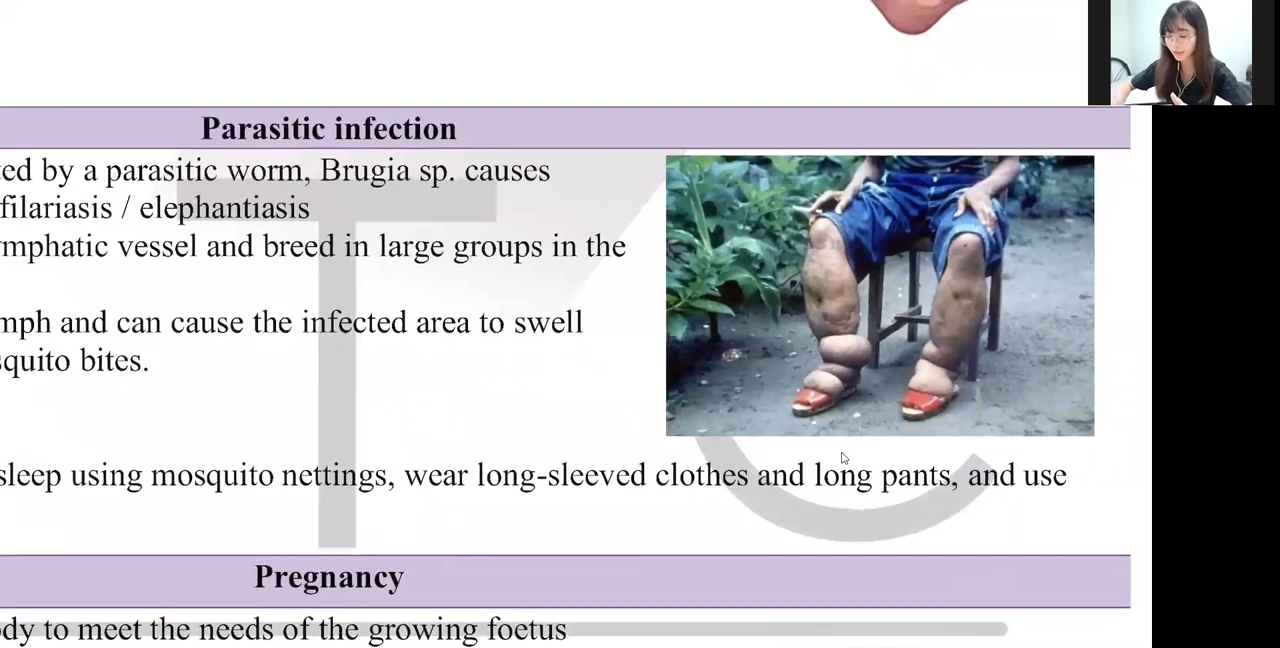 Parasitic infection
ted by a parasitic worm, Brugia sp. causes
filariasis / elephantiasis
ymphatic vessel and breed in large groups in the
mph and can cause the infected area to swell
squito bites.
sleep using mosquito nettings, wear long-sleeved clothes and long pants, and use
Pregnancy
ody to meet the needs of the growing foetus